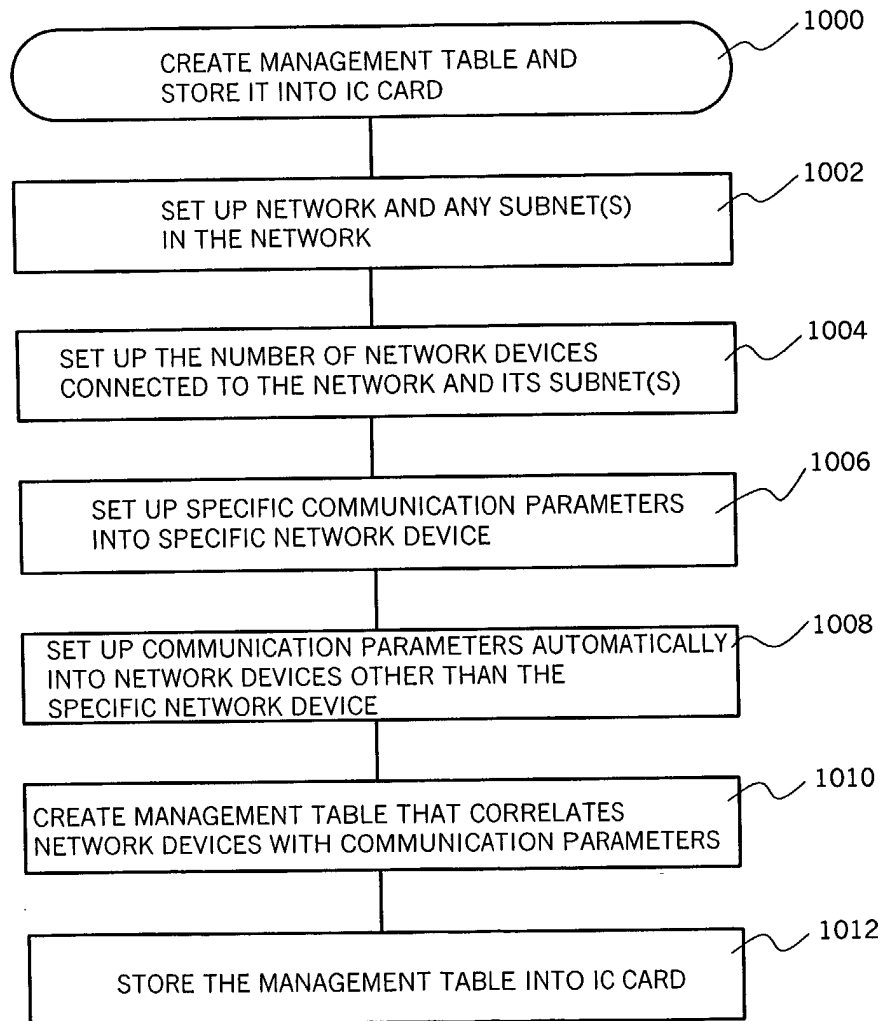 1000
CREATE MANAGEMENT TABLE AND
STORE IT INTO IC CARD
1002
SET UP NETWORK AND ANY SUBNET(S)
IN THE NETWORK
1004
SET UP THE NUMBER OF NETWORK DEVICES
CONNECTED TO THE NETWORK AND ITS SUBNET(S)
1006
SET UP SPECIFIC COMMUNICATION PARAMETERS
INTO SPECIFIC NETWORK DEVICE
1008
SET UP COMMUNICATION PARAMETERS AUTOMATICALLY
INTO NETWORK DEVICES OTHER THAN THE
SPECIFIC NETWORK DEVICE
1010
CREATE MANAGEMENT TABLE THAT CORRELATES
NETWORK DEVICES WITH COMMUNICATION PARAMETERS
1012
STORE THE MANAGEMENT TABLE INTO IC CARD